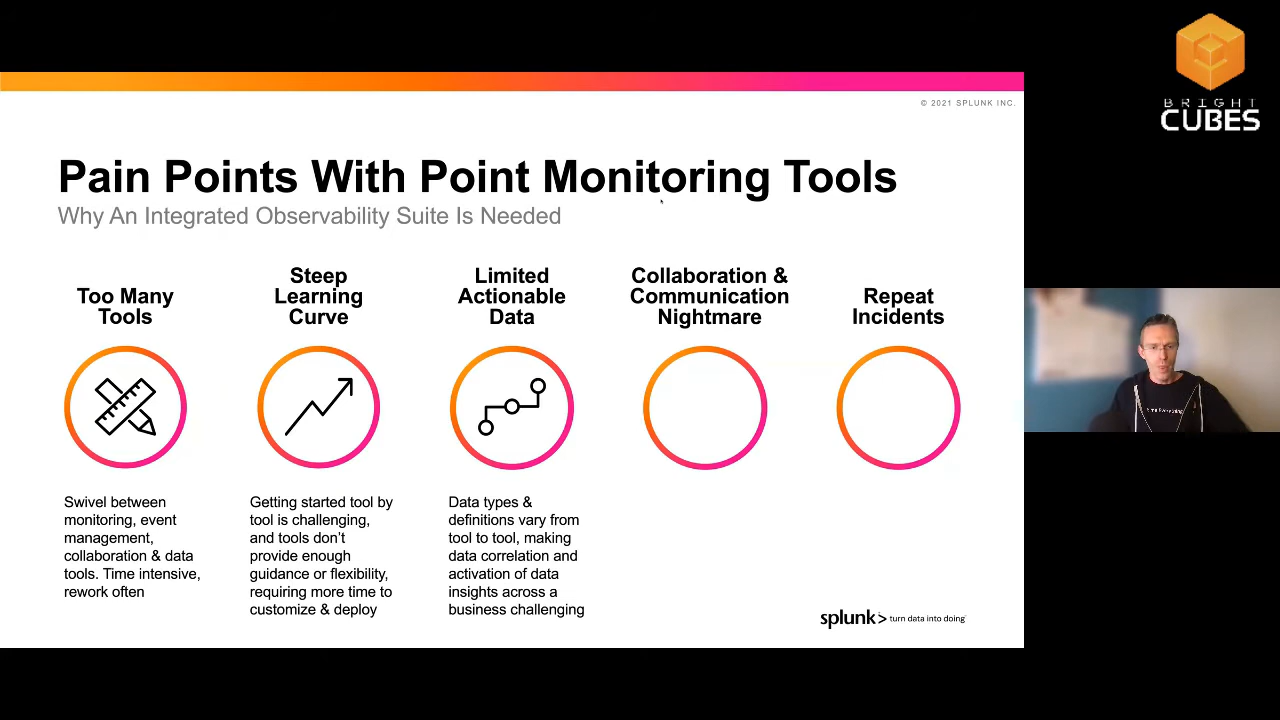 BRIGHT
CUBES
© 2021 SPLUNK INC.
Pain Points With Point Monitoring Tools
Why An Integrated Observability Suite Is Needed
Too Many
Tools
Swivel between
monitoring, event
management,
collaboration & data
tools. Time intensive,
rework often
Steep
Learning
Curve
Getting started tool by
tool is challenging,
and tools don’t
provide enough
guidance or flexibility,
requiring more time to
customize & deploy
Limited
Actionable
Data
Data types &
definitions vary from
tool to tool, making
data correlation and
activation of data
insights across a
business challenging
Collaboration &
Communication
Nightmare
Repeat
Incidents
splunk> turn data into doing